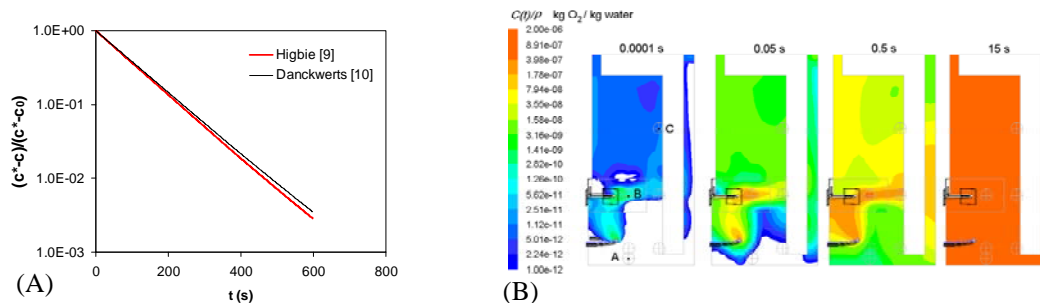 1.0E+00
1.0E-01
1.0E-02
1.0E-03
(c*-c)/(c*-c0)
Higbie [9]
Danckwerts [10]
0 200 400 600 800
t (s)
(A)
C(t)/ρ kg O2 / kg water
2.00e-06
8.91e-07
3.98e-07
1.78e-07
7.94e-08
3.55e-08
1.58e-08
7.08e-09
3.16e-09
1.41e-09
6.31e-10
2.82e-10
1.26e-10
5.62e-11
2.51e-11
1.12e-11
5.01e-12
2.24e-12
1.00e-12
0.0001 s 0.05 s 0.5 s 15 s
C
B
A
(B)